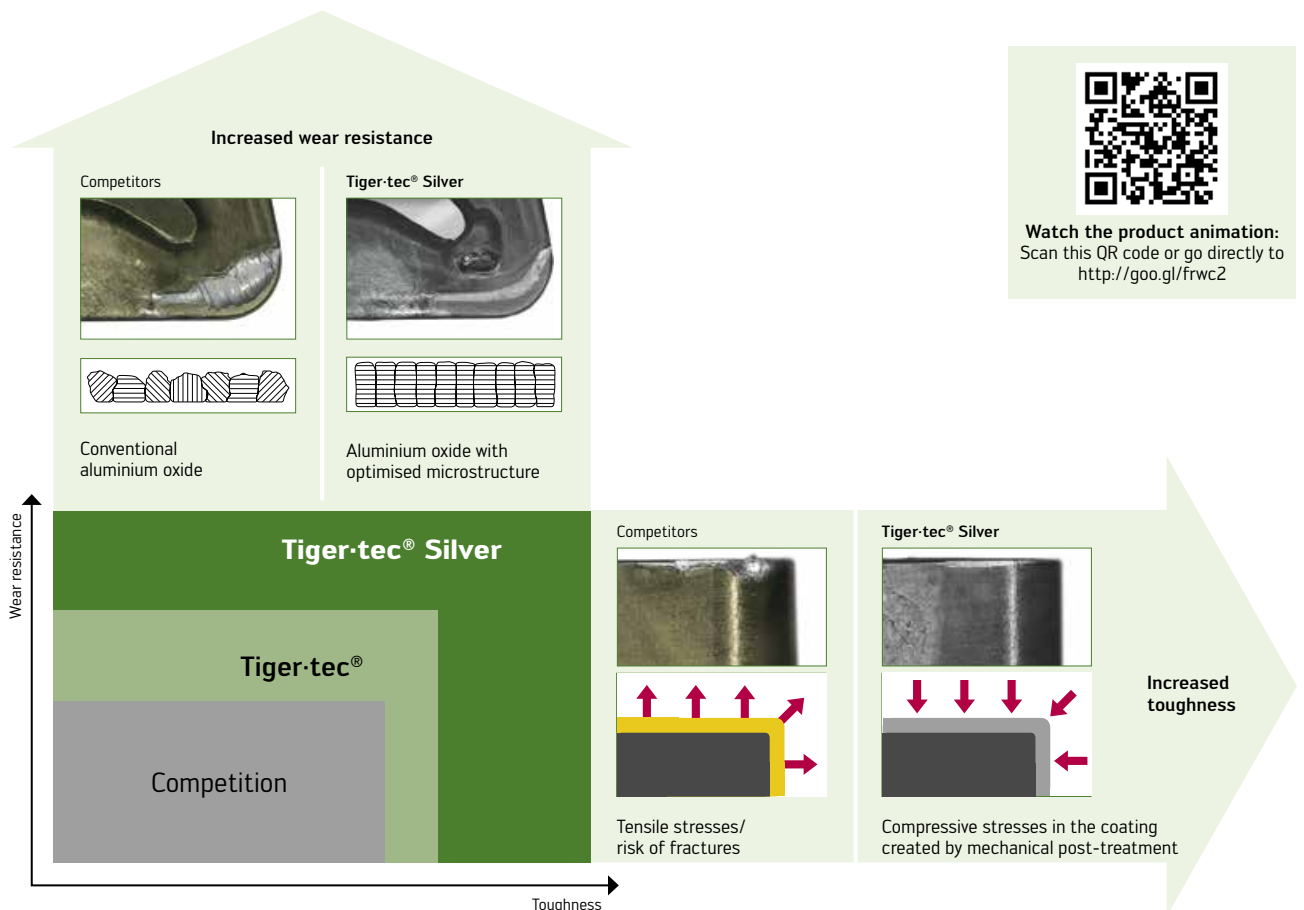 Increased wear resistance
Competitors
Tiger·tec® Silver
Conventional
aluminium oxide
Aluminium oxide with
optimised microstructure
Watch the product animation:
Scan this QR code or go directly to
http://goo.gl/frwc2
Wear resistance
Tiger·tec® Silver
Tiger·tec®
Competition
Toughness
Competitors
Tiger·tec® Silver
Tensile stresses/
risk of fractures
Compressive stresses in the coating
created by mechanical post-treatment
Increased
toughness